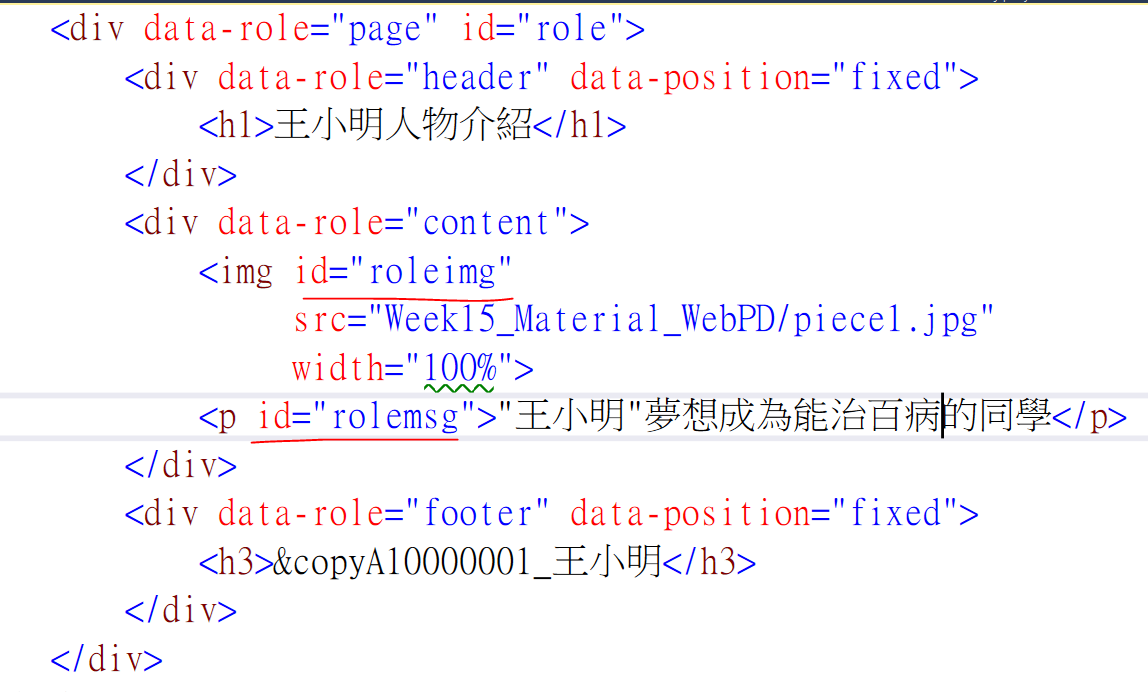 <div data-role="page" id="role">
<div data-role="header" data-position="fixed">
<h1>王小明人物介紹</h1>
</div>
<div data-role="content">
<img id="roleimg"
src="Week15_Material_WebPD/piece1.jpg"
width="100%">
<p id="rolemsg">"王小明"夢想成為能治百病的同學</p>
</div>
<div data-role="footer" data-position="fixed">
<h3>&copyA10000001_王小明</h3>
</div>
</div>